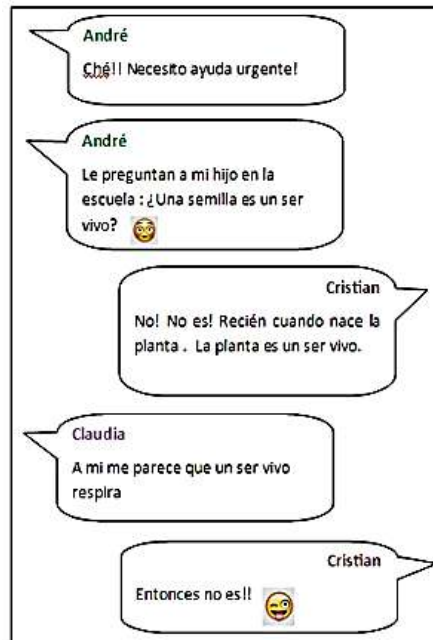 André
Ché!! Necesito ayuda urgente!
André
Le preguntan a mi hijo en la
escuela : ¿Una semilla es un ser
vivo?
Cristian
No! No es! Recién cuando nace la
planta . La planta es un ser vivo.
Claudia
A mi me parece que un ser vivo
respira
Cristian
Entonces no es!!